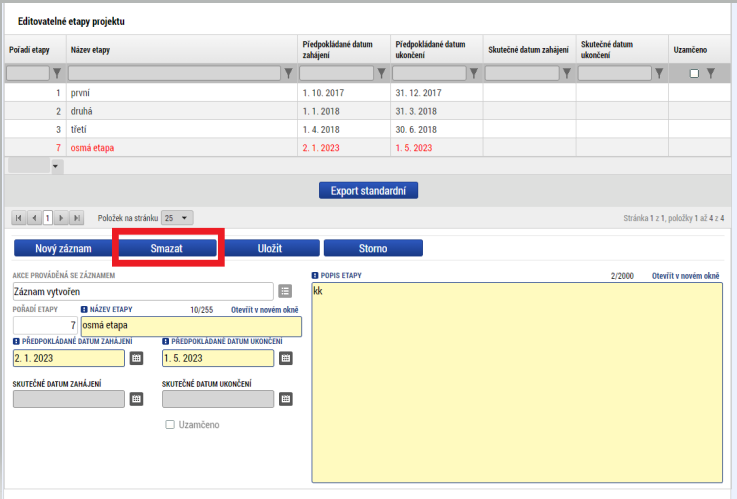 Editovatelné etapy projektu
Pořadí etapy Název etapy Předpokládané datum zahájení Předpokládané datum ukončení Skutečné datum zahájení Skutečné datum ukončení Uzamčeno
1 první 1. 10. 2017 31. 12. 2017
2 druhá 1. 1. 2018 31. 3. 2018
3 třetí 1. 4. 2018 30. 6. 2018
7 osmá etapa 2. 1. 2023 1. 5. 2023
Export standardní
1 Položek na stránku 25 Stránka 1 z 1, položky 1 až 4 z 4
Nový záznam Smazat Uložit Storno
AKCE PROVÁDĚNÁ SE ZÁZNAMEM
Záznam vytvořen
POŘADÍ ETAPY NÁZEV ETAPY 10/255 Otevřít v novém okně
7 osmá etapa
PŘEDPOKLÁDANÉ DATUM ZAHÁJENÍ PŘEDPOKLÁDANÉ DATUM UKONČENÍ
2. 1. 2023 1. 5. 2023
SKUTEČNÉ DATUM ZAHÁJENÍ SKUTEČNÉ DATUM UKONČENÍ
Uzamčeno
POPIS ETAPY 2/2000 Otevřít v novém okně
kk